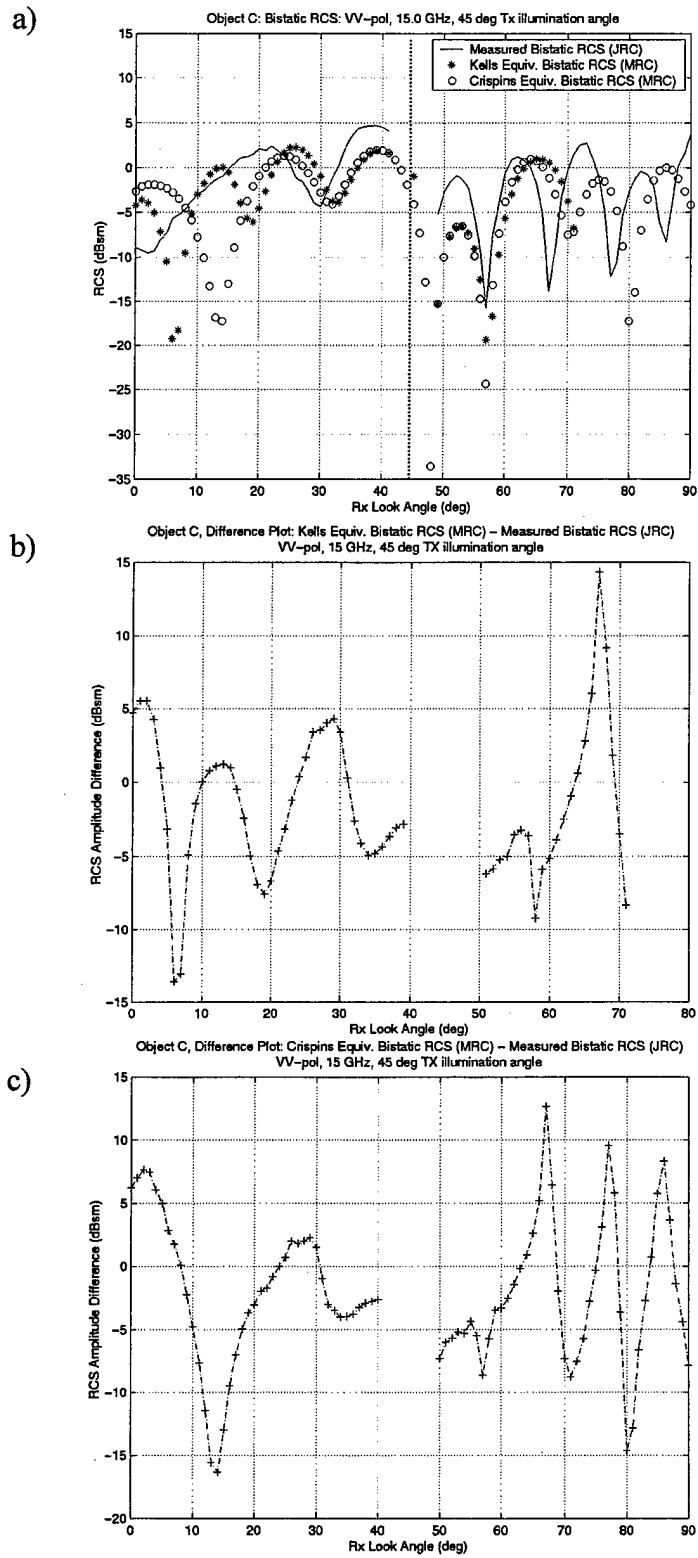 a)
Object C: Bistatic RCS: VV-pol, 15.0 GHz, 45 deg Tx illumination angle
Measured Bistatic RCS (JRC)
Kells Equiv. Bistatic RCS (MRC)
Crispins Equiv. Bistatic RCS (MRC)
RCS (dBsm)
15
10
5
0
-5
-10
-15
-20
-25
-30
-35
0 10 20 30 40 50 60 70 80 90
Rx Look Angle (deg)
b)
Object C, Difference Plot: Kells Equiv. Bistatic RCS (MRC) - Measured Bistatic RCS (JRC)
VV-pol, 15 GHz, 45 deg TX illumination angle
RCS Amplitude Difference (dBsm)
15
10
5
0
-5
-10
-15
0 10 20 30 40 50 60 70 80
Rx Look Angle (deg)
c)
Object C, Difference Plot: Crispins Equiv. Bistatic RCS (MRC) - Measured Bistatic RCS (JRC)
VV-pol, 15 GHz, 45 deg TX illumination angle
RCS Amplitude Difference (dBsm)
15
10
5
0
-5
-10
-15
-20
0 10 20 30 40 50 60 70 80 90
Rx Look Angle (deg)